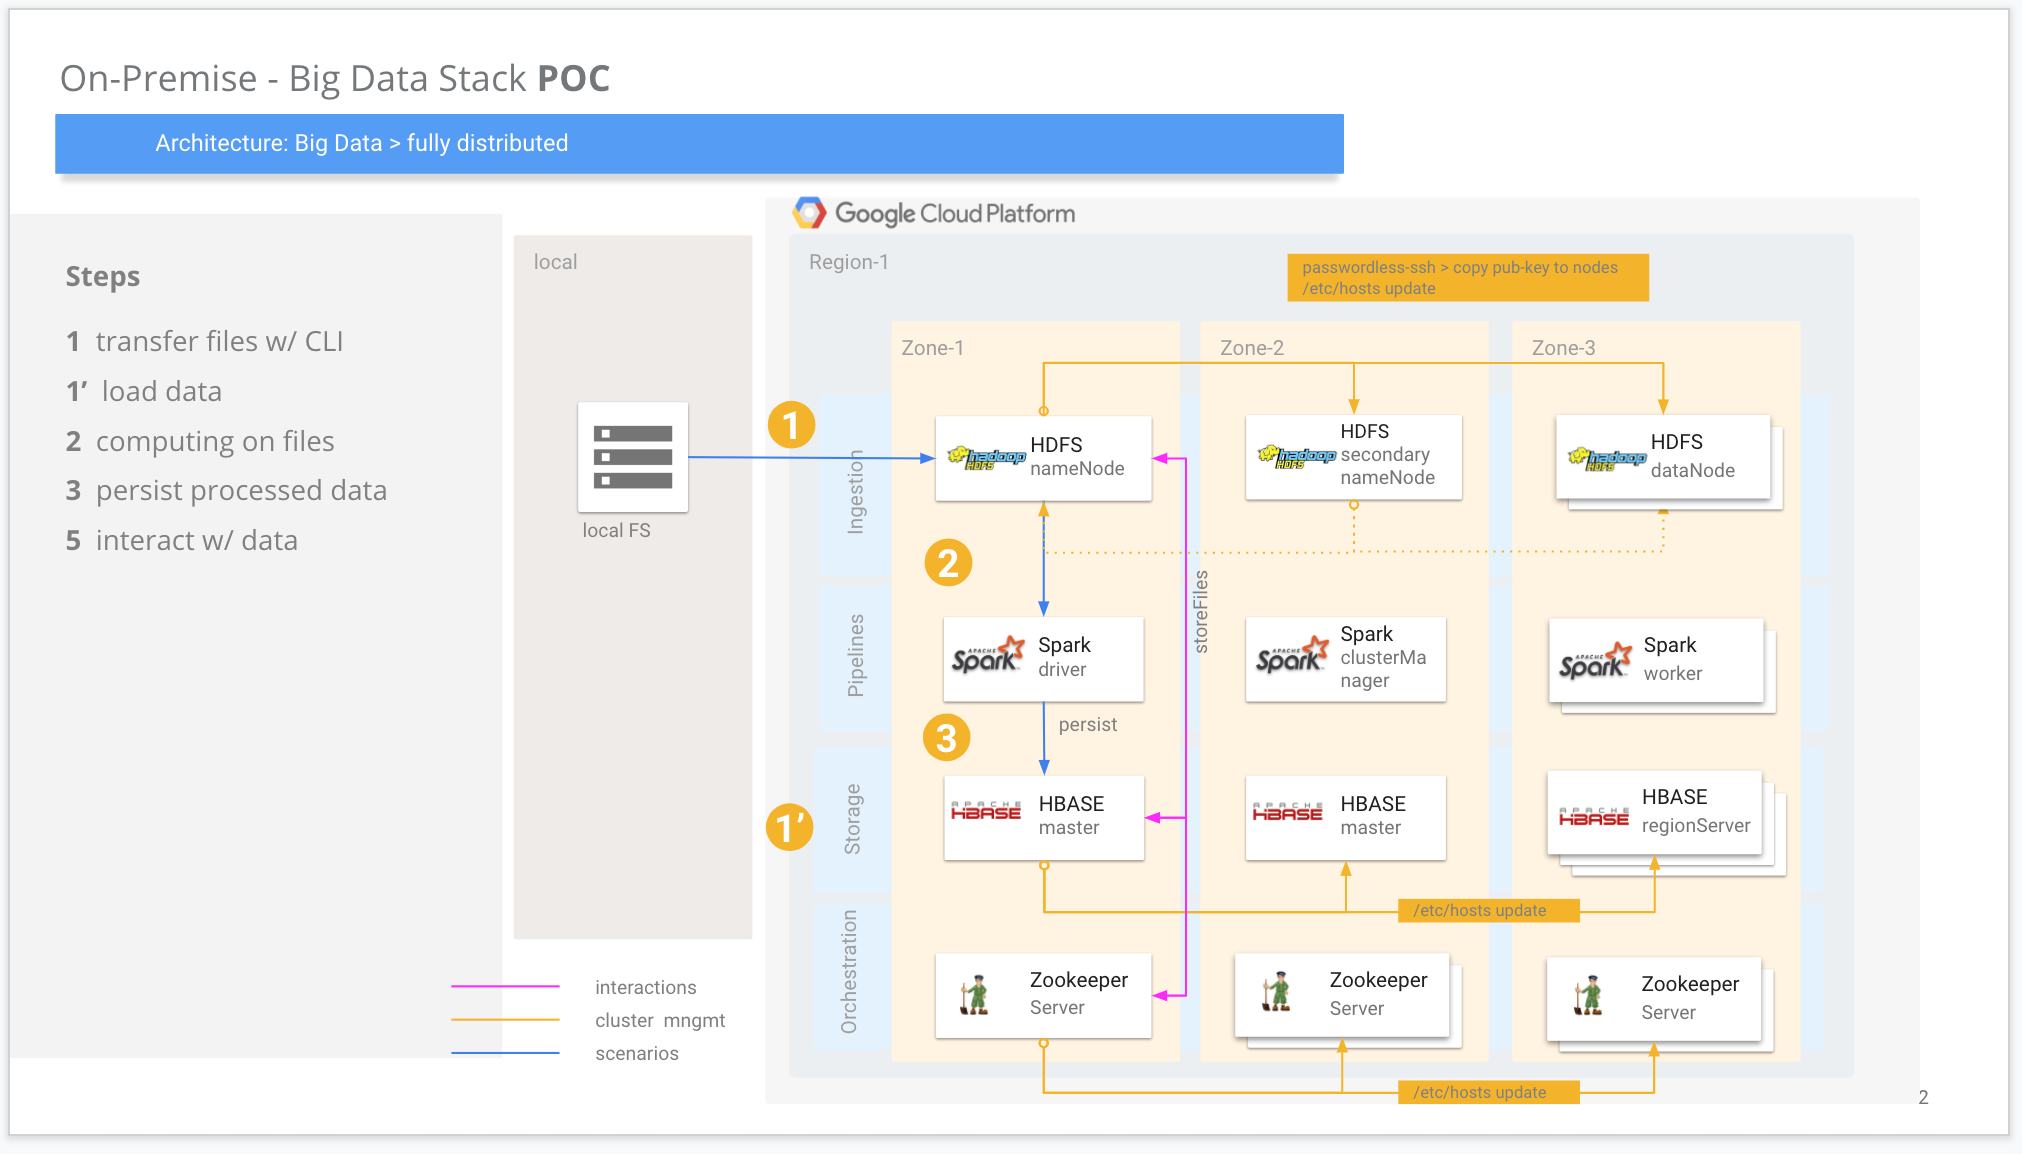 On-Premise - Big Data Stack POC
Architecture: Big Data > fully distributed
Steps
1 transfer files w/ CLI
1’ load data
2 computing on files
3 persist processed data
5 interact w/ data
interactions
cluster mngmt
scenarios
local
local FS
Google Cloud Platform
Region-1
passwordless-ssh > copy pub-key to nodes
/etc/hosts update
Zone-1
Zone-2
Zone-3
1
Ingestion
hadoop
HDFS
HDFS
nameNode
hadoop
HDFS
HDFS
secondary
nameNode
hadoop
HDFS
HDFS
dataNode
2
storeFiles
Pipelines
APACHE
Spark
Spark
driver
APACHE
Spark
Spark
clusterMa
nager
APACHE
Spark
Spark
worker
3
persist
1’
Storage
APACHE
HBASE
HBASE
master
APACHE
HBASE
HBASE
master
APACHE
HBASE
HBASE
regionServer
/etc/hosts update
Orchestration
Zookeeper
Server
Zookeeper
Server
Zookeeper
Server
/etc/hosts update
2